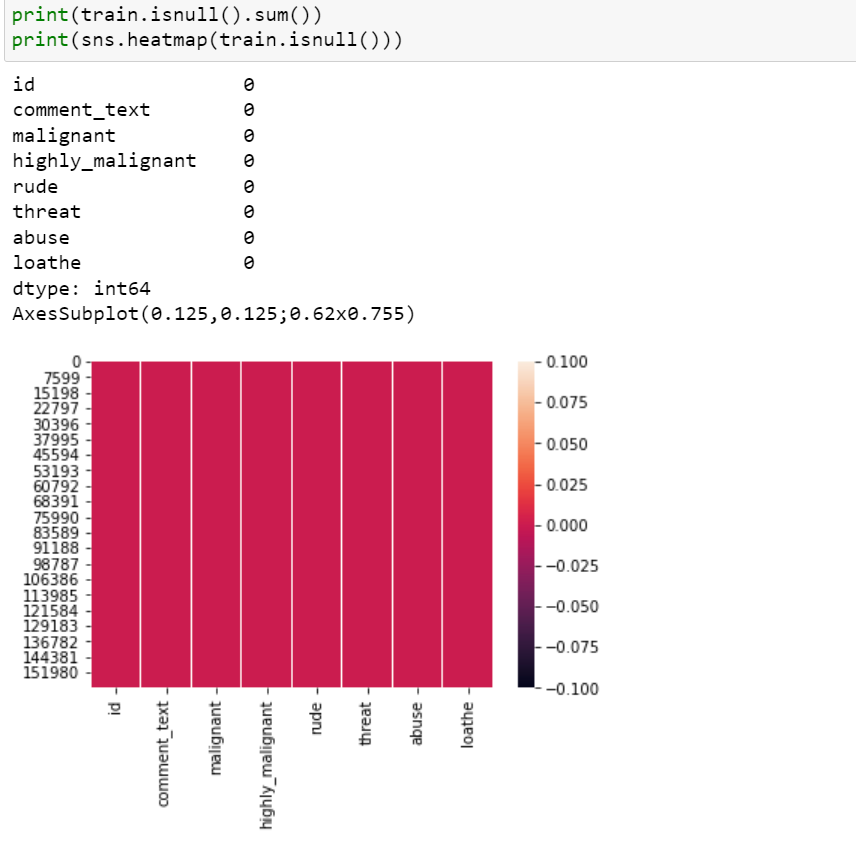 print(train.isnull().sum())
print(sns.heatmap(train.isnull()))
id 0
comment_text 0
malignant 0
highly_malignant 0
rude 0
threat 0
abuse 0
loathe 0
dtype: int64
AxesSubplot(0.125,0.125;0.62x0.755)
0
7599
15198
22797
30396
37995
45594
53193
60792
68391
75990
83589
91188
98787
106386
113985
121584
129183
136782
144381
151980
id
comment_text
malignant
highly_malignant
rude
threat
abuse
loathe
0.100
0.075
0.050
0.025
0.000
−0.025
−0.050
−0.075
−0.100